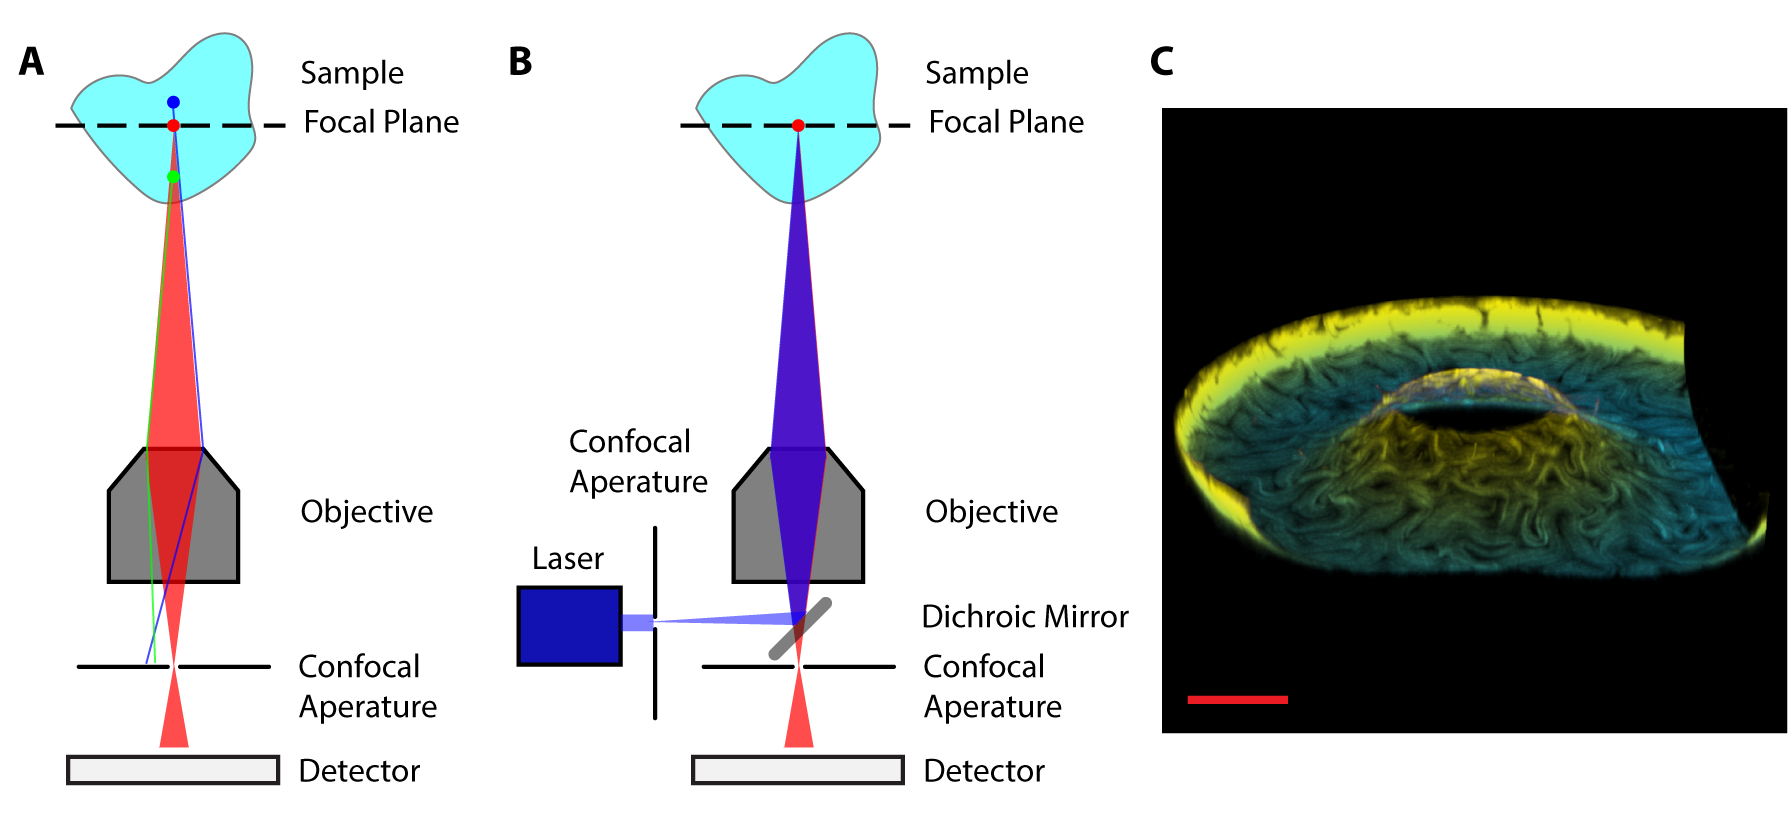 A
Sample
Focal Plane
Objective
Confocal
Aperature
Detector
B
Sample
Focal Plane
Confocal
Aperature
Objective
Laser
Dichroic Mirror
Confocal
Aperature
Detector
C